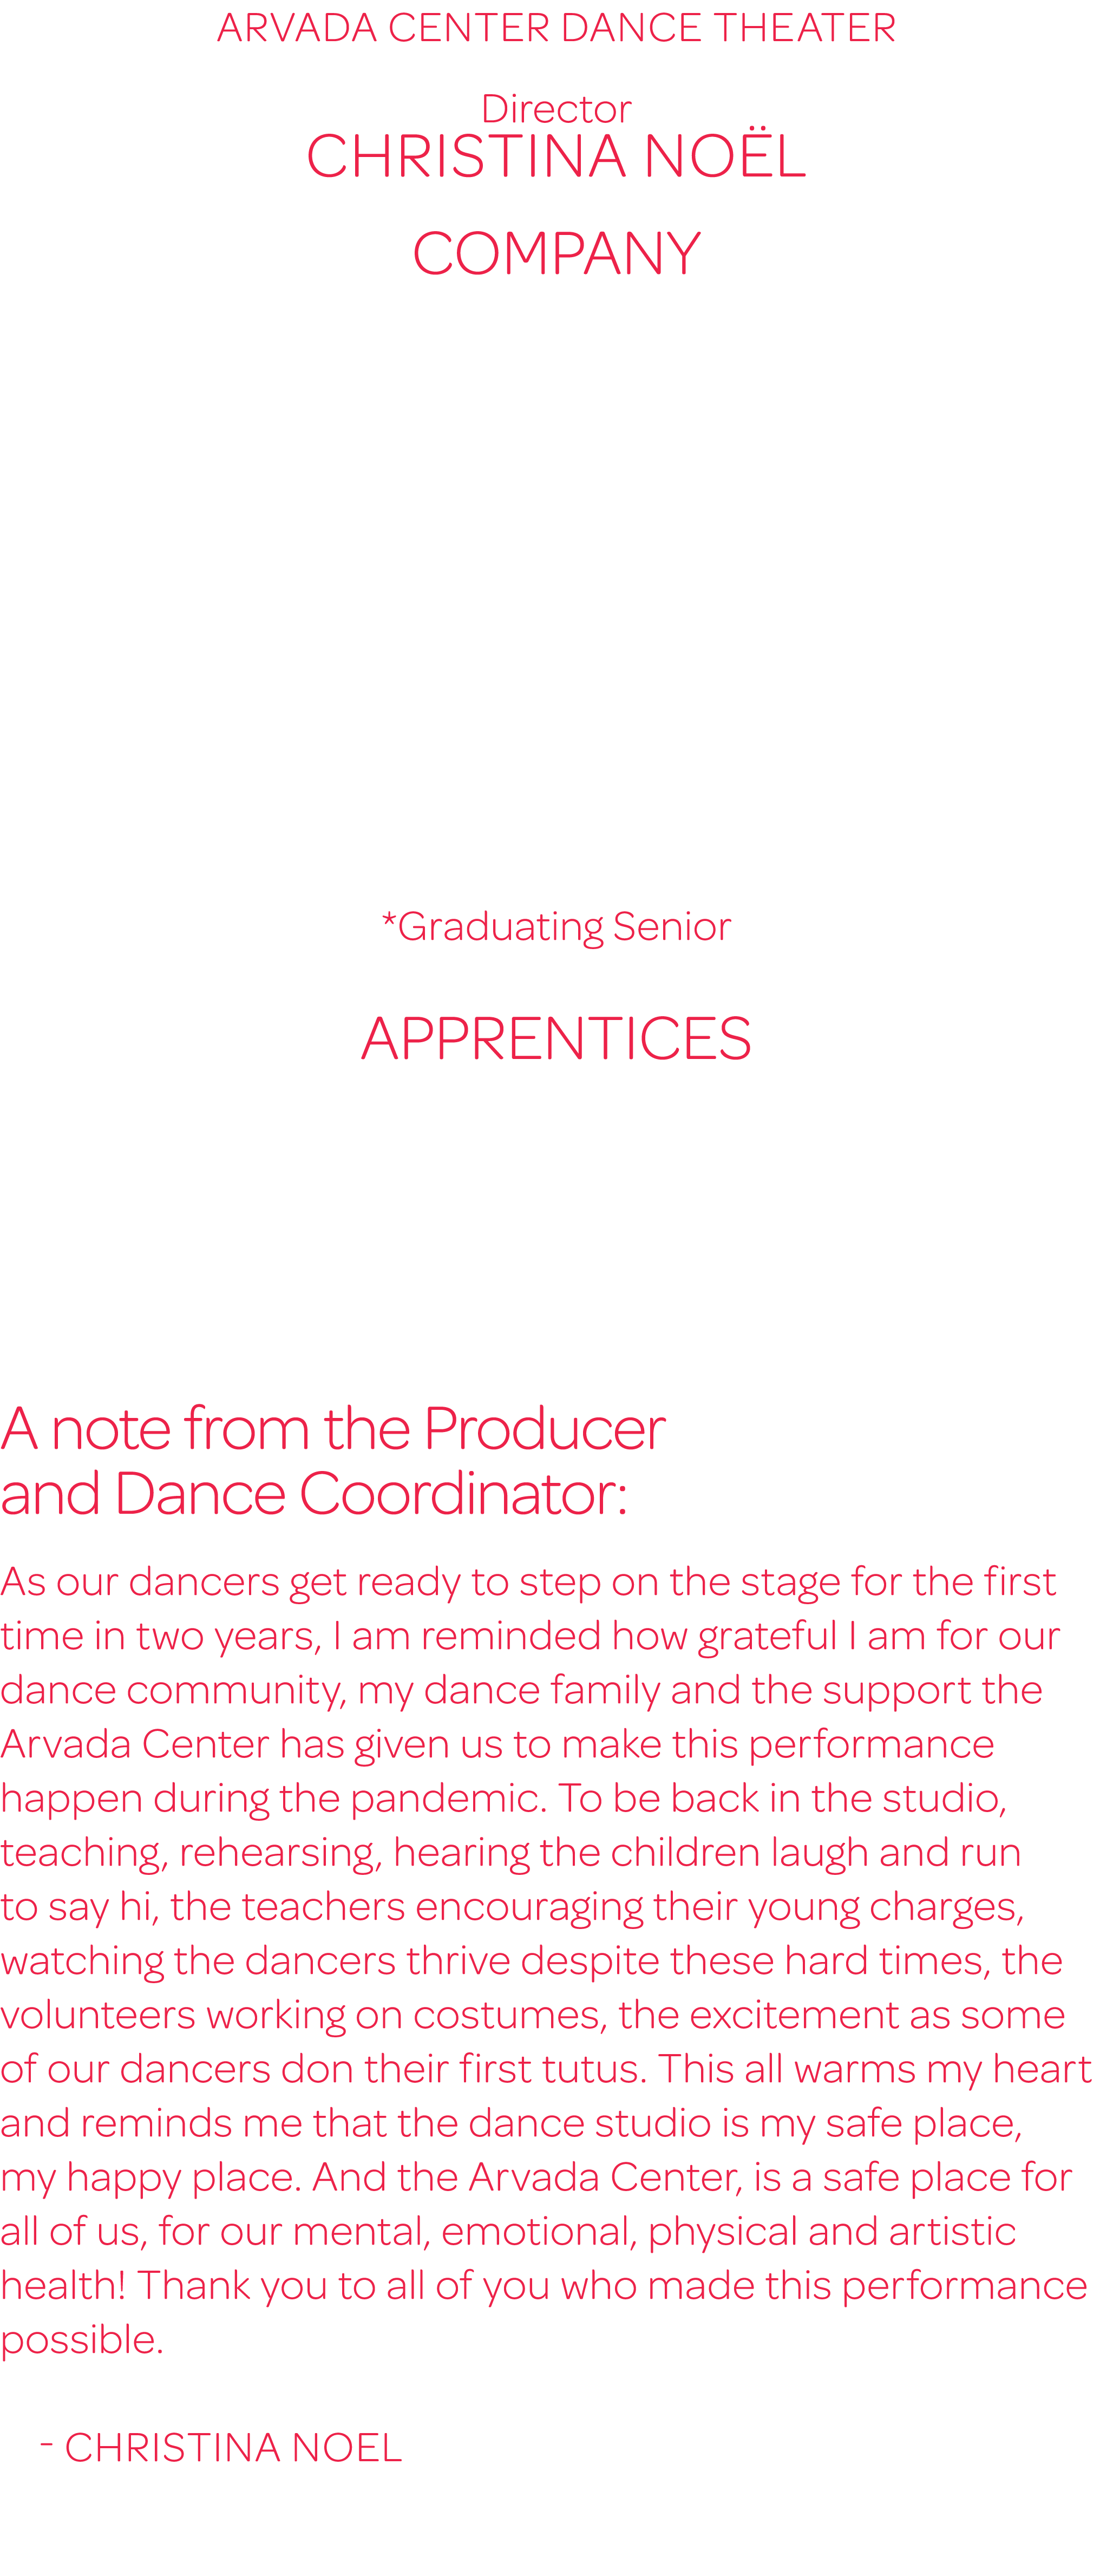 ARVADA CENTER DANCE THEATER
Director
CHRISTINA NOËL
COMPANY
*Graduating Senior
APPRENTICES
A note from the Producer
and Dance Coordinator:
As our dancers get ready to step on the stage for the first
time in two years, I am reminded how grateful I am for our
dance community, my dance family and the support the
Arvada Center has given us to make this performance
happen during the pandemic. To be back in the studio,
teaching, rehearsing, hearing the children laugh and run
to say hi, the teachers encouraging their young charges,
watching the dancers thrive despite these hard times, the
volunteers working on costumes, the excitement as some
of our dancers don their first tutus. This all warms my heart
and reminds me that the dance studio is my safe place,
my happy place. And the Arvada Center, is a safe place for
all of us, for our mental, emotional, physical and artistic
health! Thank you to all of you who made this performance
possible.
- CHRISTINA NOEL